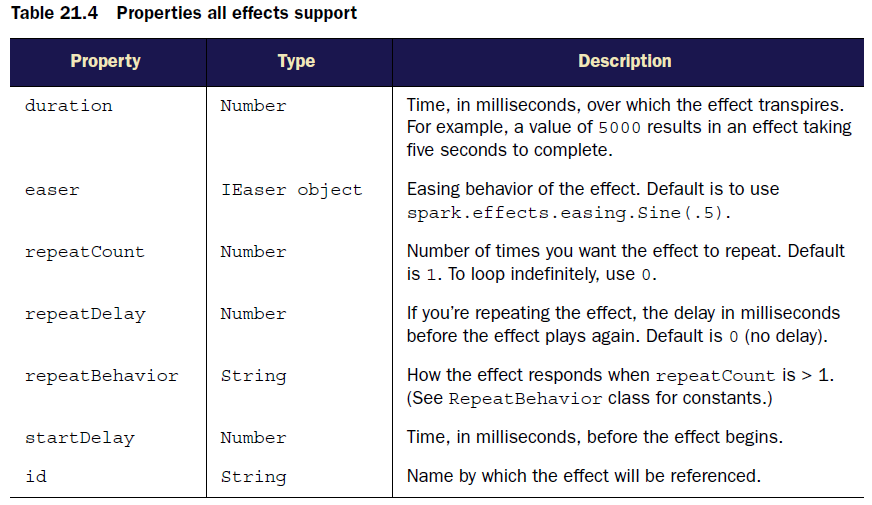 Table 21.4 Properties all effects support
Property Type Description
duration Number Time, in milliseconds, over which the effect transpires.
For example, a value of 5000 results in an effect taking
five seconds to complete.
easer IEaser object Easing behavior of the effect. Default is to use
spark.effects.easing.Sine(.5).
repeatCount Number Number of times you want the effect to repeat. Default
is 1. To loop indefinitely, use 0.
repeatDelay Number If you're repeating the effect, the delay in milliseconds
before the effect plays again. Default is 0 (no delay).
repeatBehavior String How the effect responds when repeatCount is > 1.
(See RepeatBehavior class for constants.)
startDelay Number Time, in milliseconds, before the effect begins.
id String Name by which the effect will be referenced.